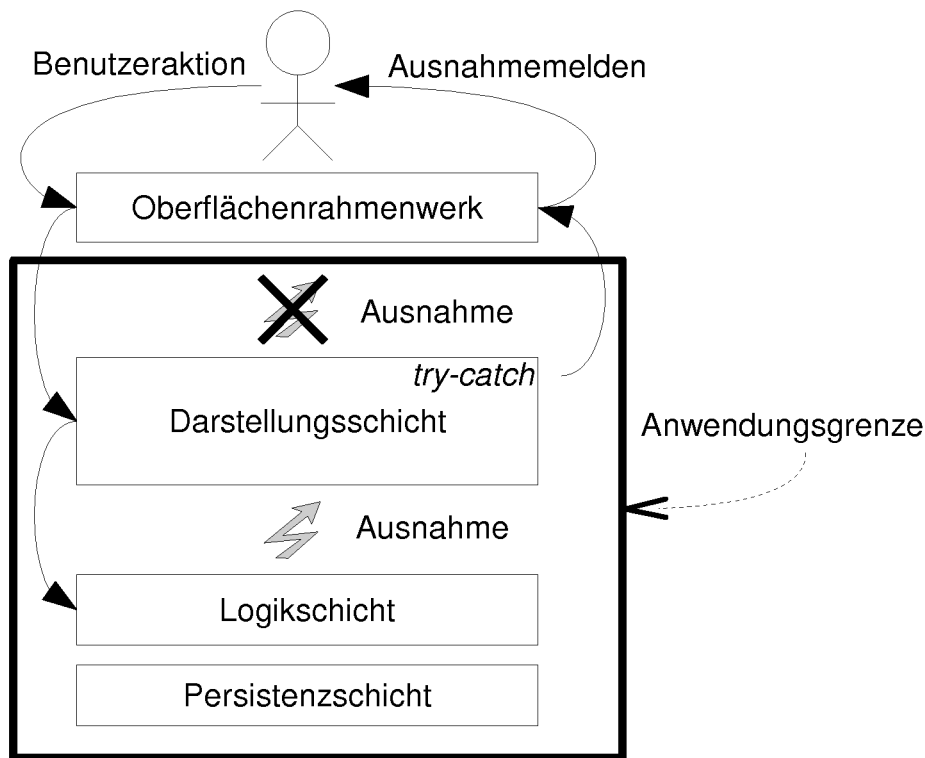 Benutzeraktion
Ausnahmemelden
Oberflächenrahmenwerk
Ausnahme
try-catch
Darstellungsschicht
Anwendungsgrenze
Ausnahme
Logikschicht
Persistenzschicht